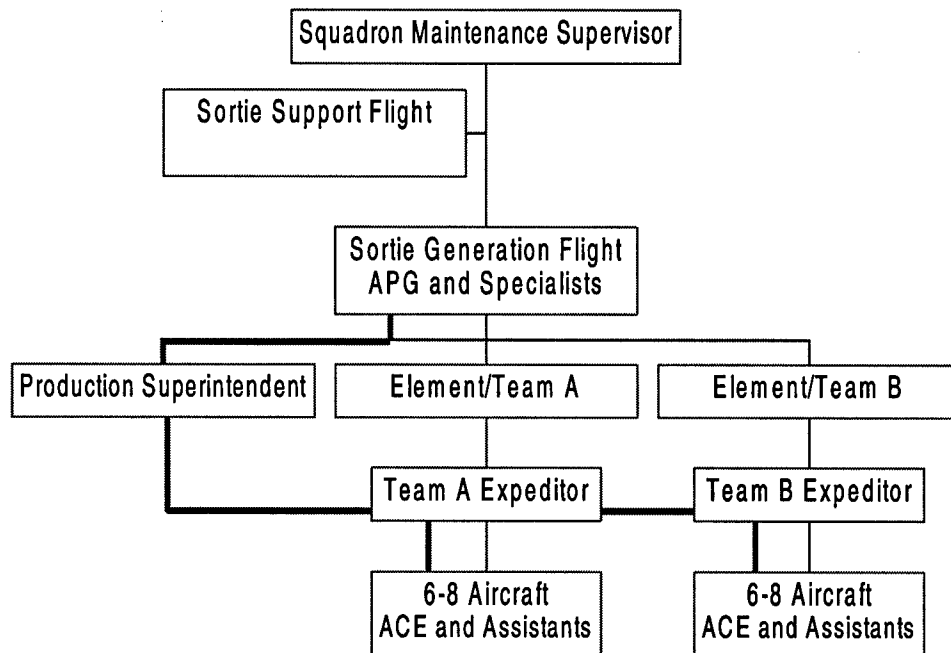 Squadron Maintenance Supervisor
Sortie Support Flight
Sortie Generation Flight
APG and Specialists
Production Superintendent
Element/Team A
Element/Team B
Team A Expeditor
Team B Expeditor
6-8 Aircraft
ACE and Assistants
6-8 Aircraft
ACE and Assistants